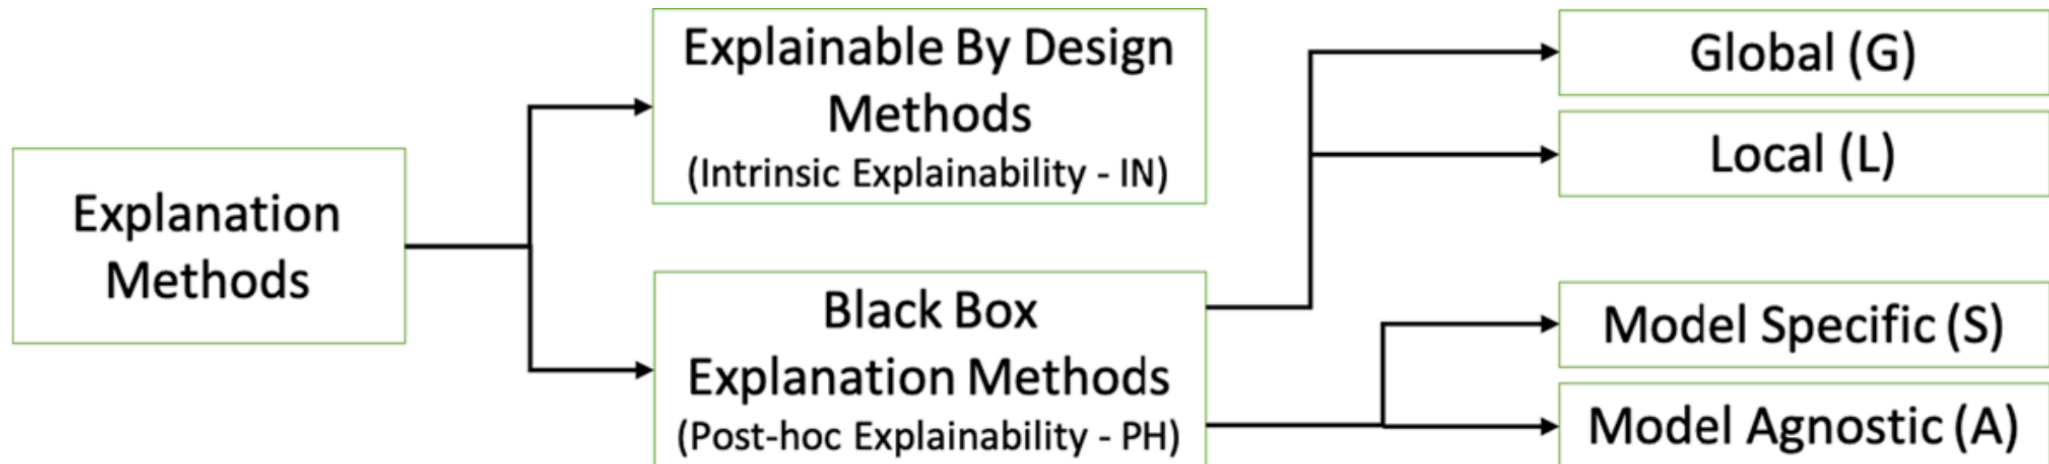 Explanation
Methods
Explainable By Design
Methods
(Intrinsic Explainability - IN)
Black Box
Explanation Methods
(Post-hoc Explainability - PH)
Global (G)
Local (L)
Model Specific (S)
Model Agnostic (A)